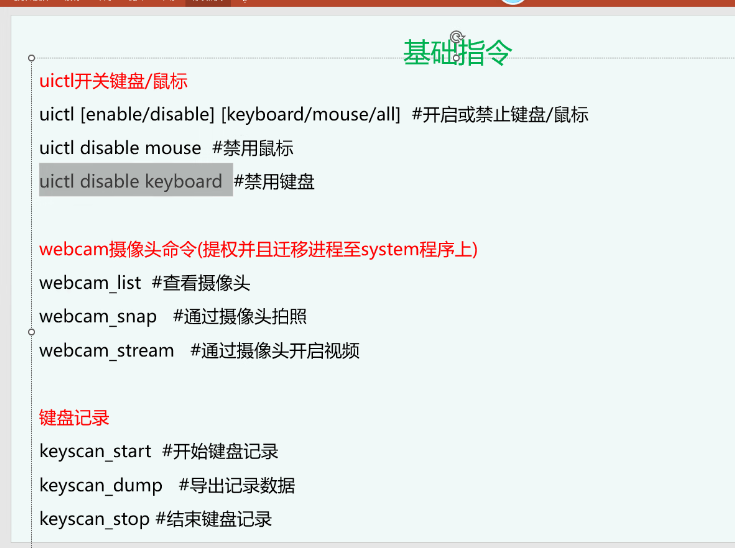 基础指令
uictl开关键盘/鼠标
uictl [enable/disable] [keyboard/mouse/all]  #开启或禁止键盘/鼠标
uictl disable mouse  #禁用鼠标
uictl disable keyboard  #禁用键盘
webcam摄像头命令(提权并且迁移进程至system程序上)
webcam_list  #查看摄像头
webcam_snap   #通过摄像头拍照
webcam_stream   #通过摄像头开启视频
键盘记录
keyscan_start  #开始键盘记录
keyscan_dump   #导出记录数据
keyscan_stop #结束键盘记录